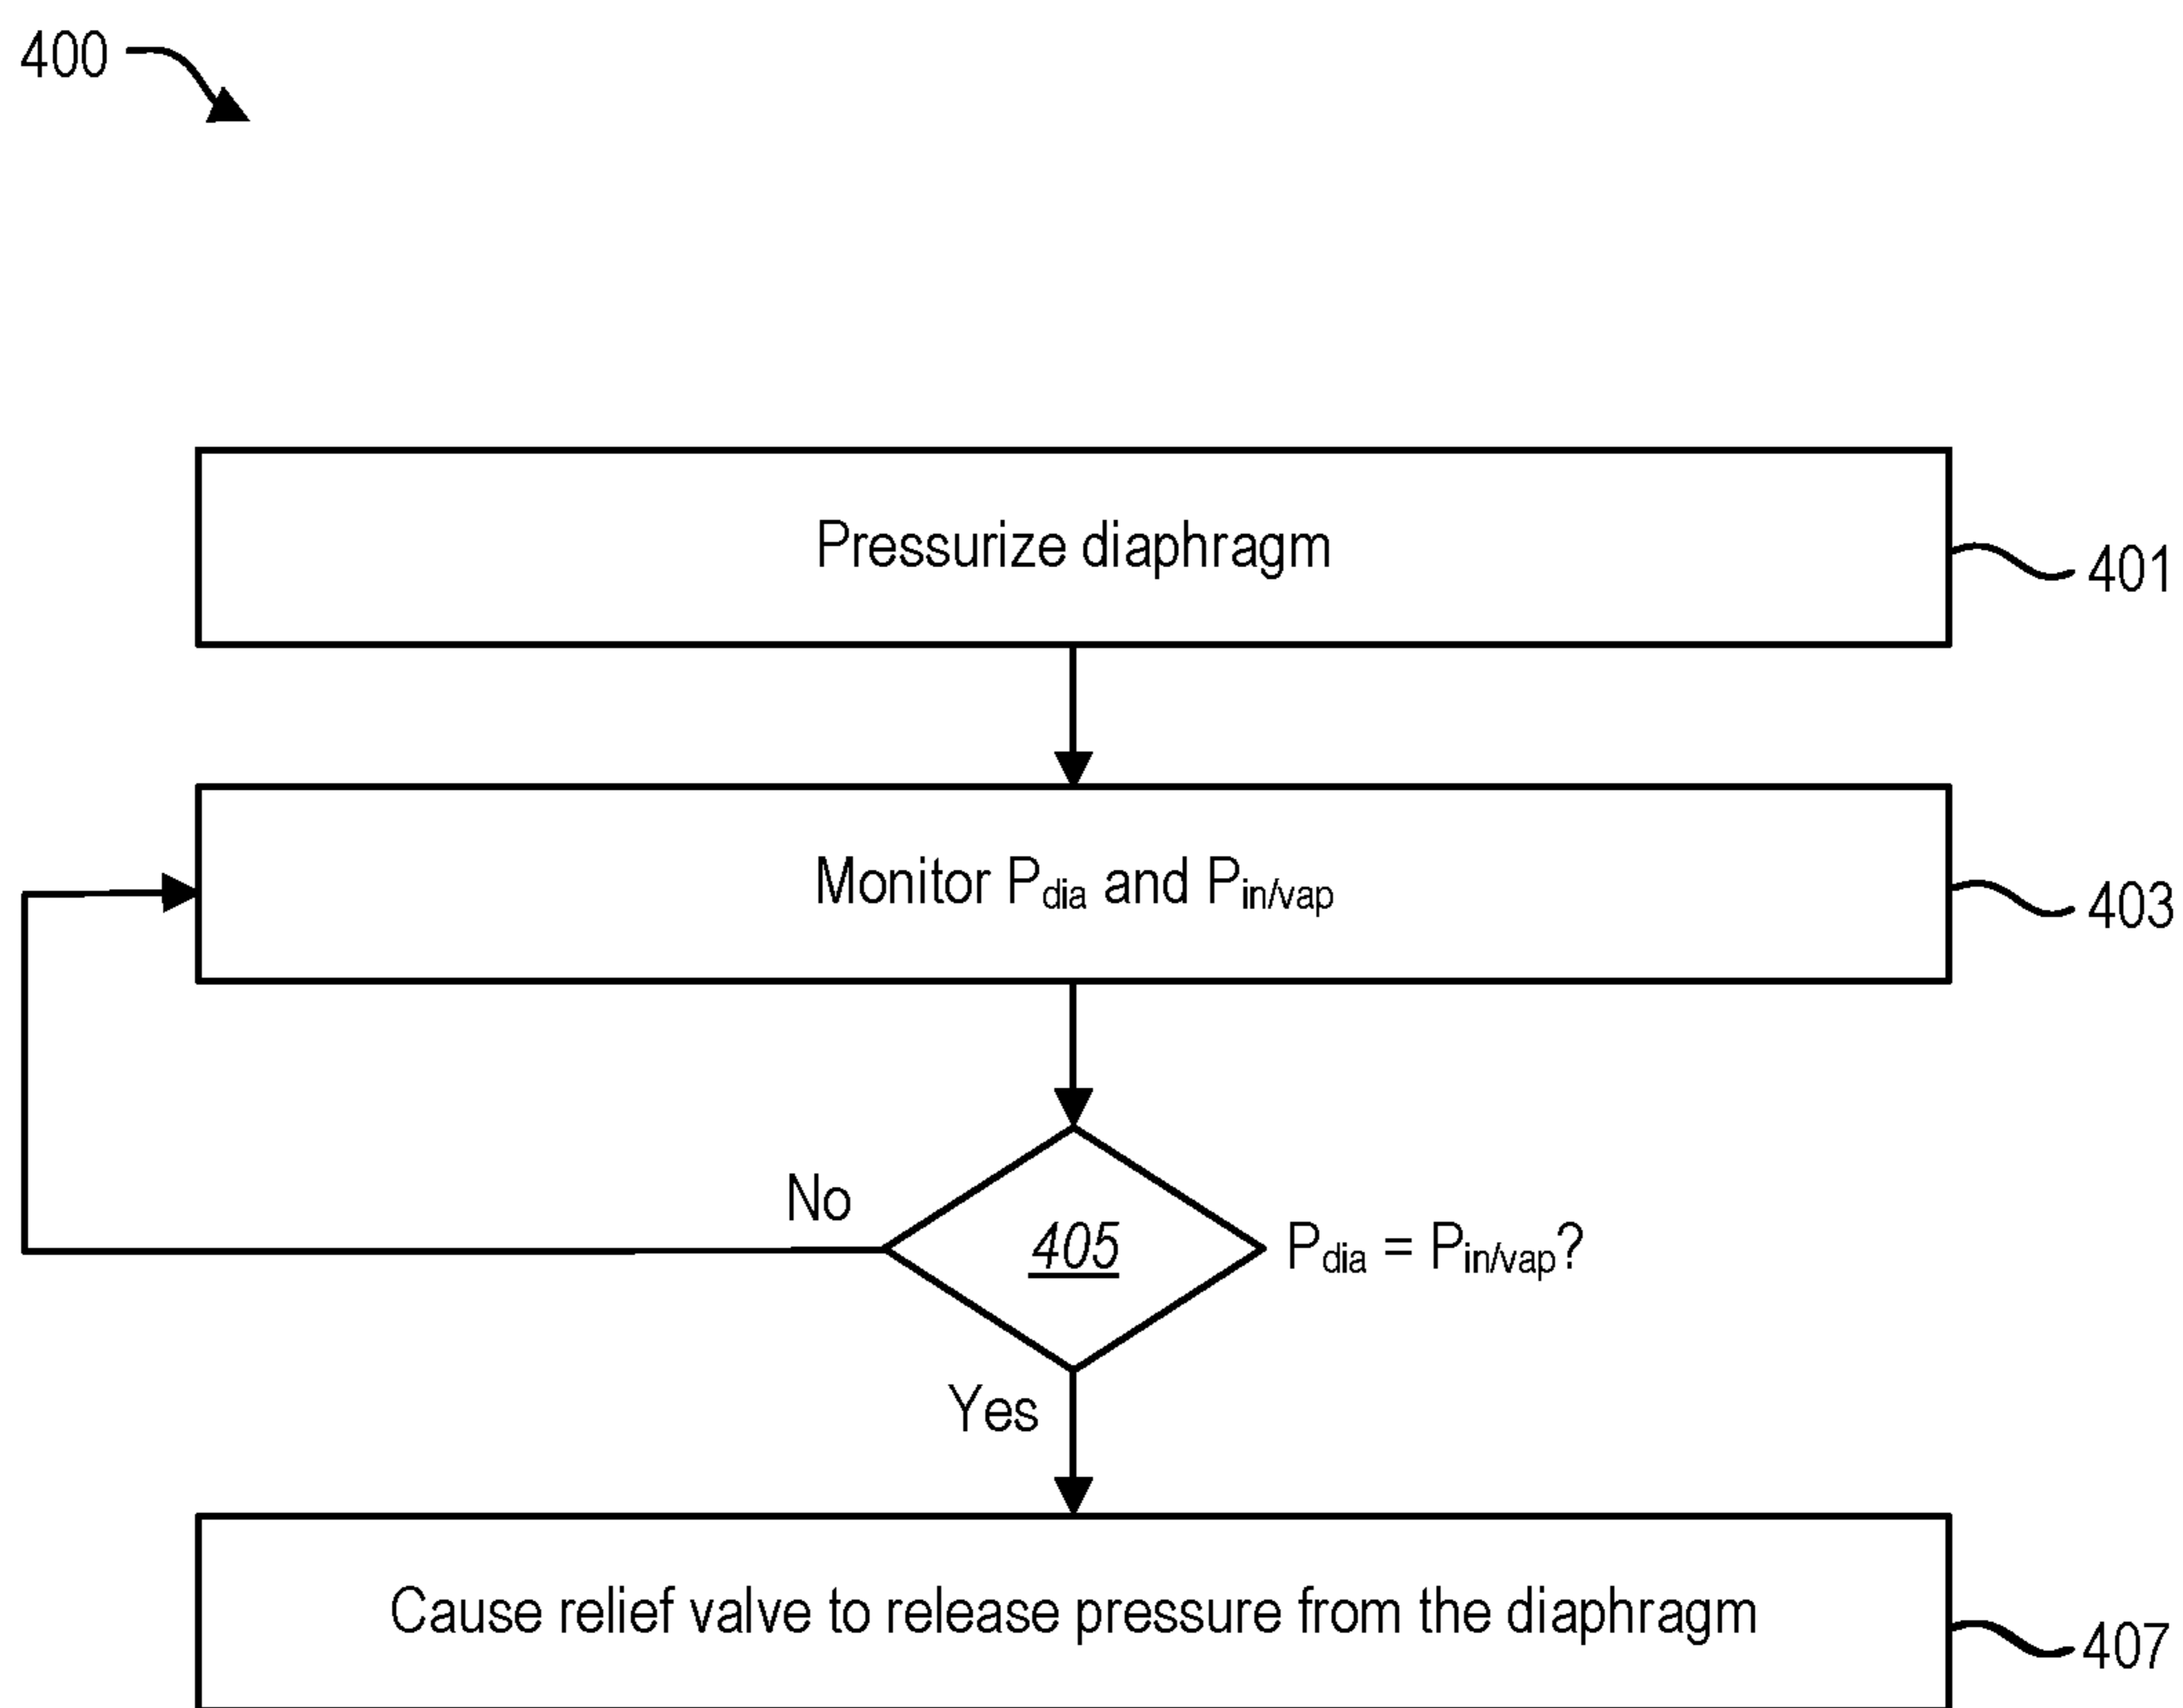 400
Pressurize diaphragm
401
Monitor Pdia and Pin/vap
403
No
405
Pdia = Pin/vap?
Yes
Cause relief valve to release pressure from the diaphragm
407